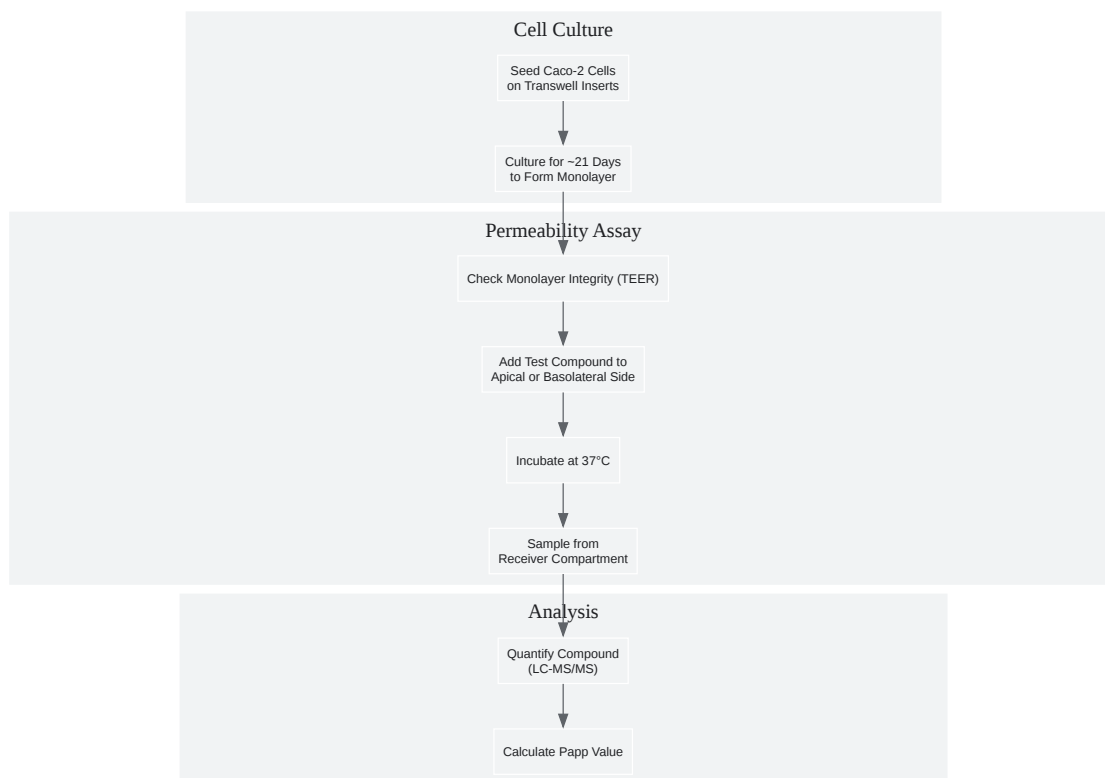 Cell Culture
Seed Caco-2 Cells
on Transwell Inserts
Culture for ~21 Days
to Form Monolayer
Permeability Assay
Check Monolayer Integrity (TEER)
Add Test Compound to
Apical or Basolateral Side
Incubate at 37°C
Sample from
Receiver Compartment
Analysis
Quantify Compound
(LC-MS/MS)
Calculate Papp Value